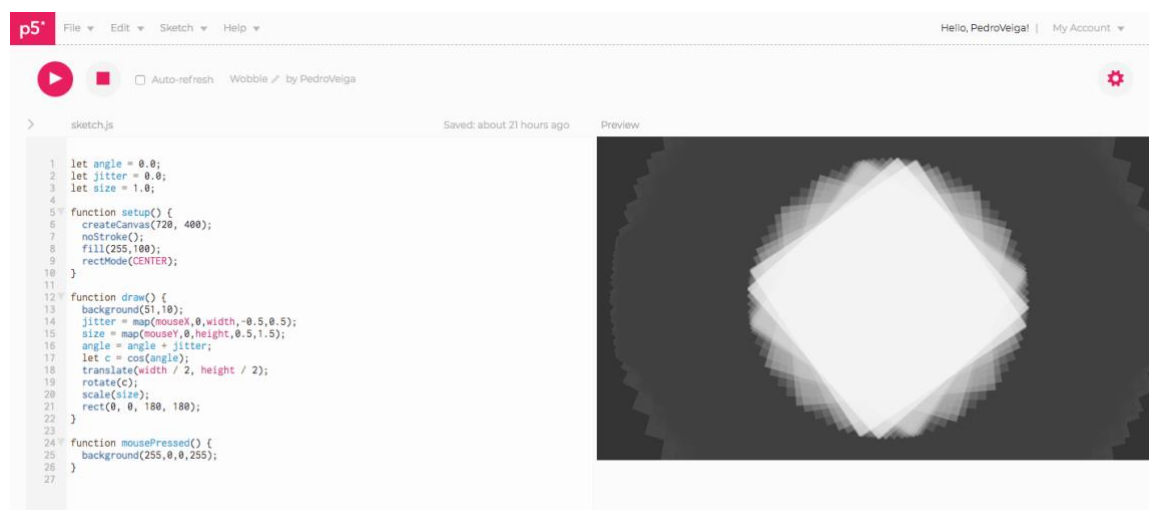 p5* File Edit Sketch Help Hello, PedroVeiga! | My Account
Auto-refresh Wobble by PedroVeiga
sketch.js Saved: about 21 hours ago Preview
1 let angle = 0.0;
2 let jitter = 0.0;
3 let size = 1.0;
4
5 function setup() {
6 createCanvas(720, 400);
7 noStroke();
8 fill(255,100);
9 rectMode(CENTER);
10 }
11
12 function draw() {
13 background(51,10);
14 jitter = map(mouseX,0,width,-0.5,0.5);
15 size = map(mouseY,0,height,0.5,1.5);
16 angle = angle + jitter;
17 let c = cos(angle);
18 translate(width / 2, height / 2);
19 rotate(c);
20 scale(size);
21 rect(0, 0, 180, 180);
22 }
23
24 function mousePressed() {
25 background(255,0,0,255);
26 }
27